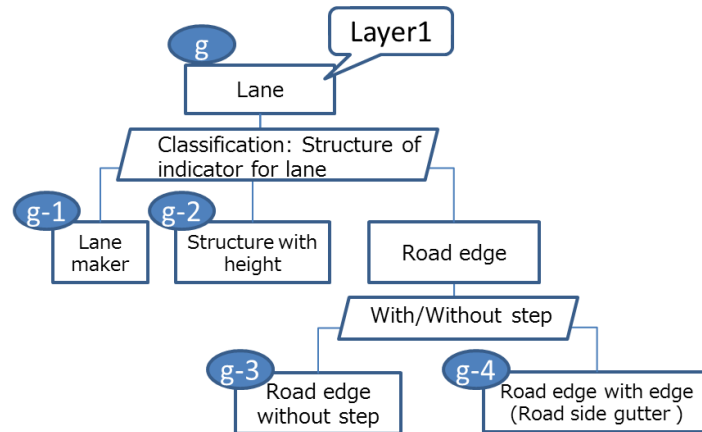 g
Layer1
Lane
Classification: Structure of
indicator for lane
g-1
g-2
Lane
maker
Structure with
height
Road edge
With/Without step
g-3
g-4
Road edge
without step
Road edge with edge
(Road side gutter )